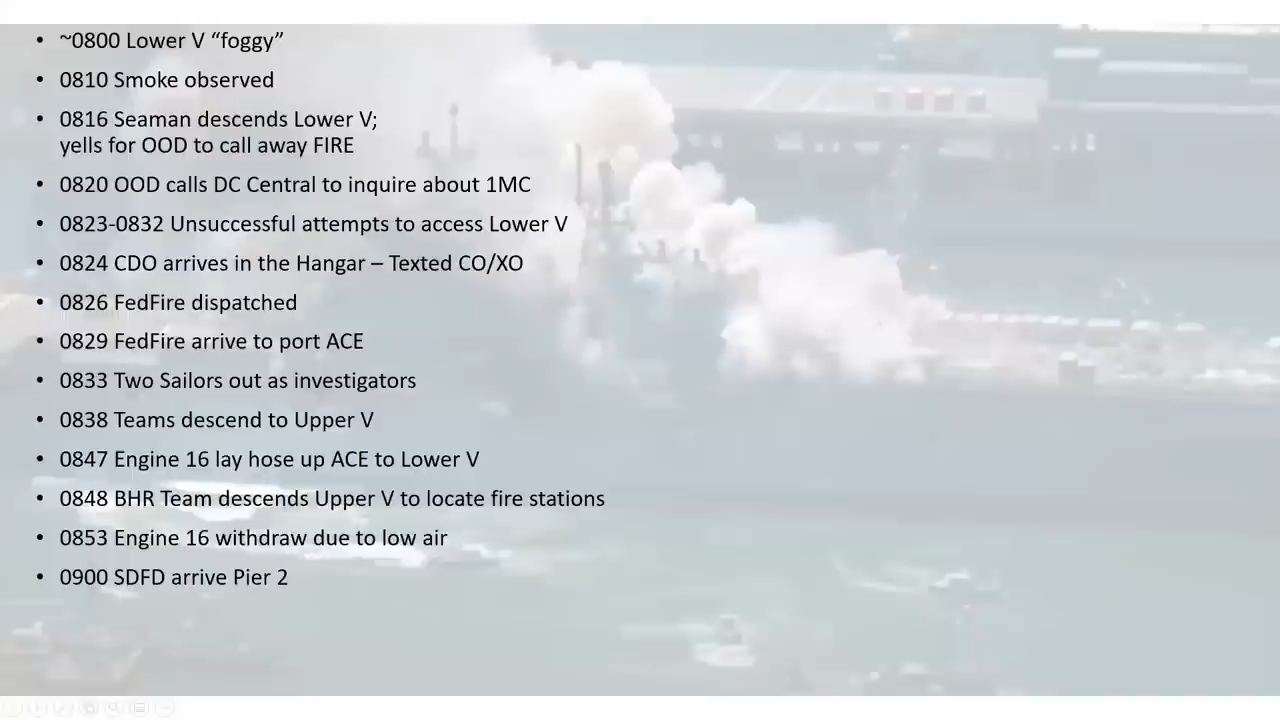 • ~0800 Lower V “foggy”
• 0810 Smoke observed
• 0816 Seaman descends Lower V;
yells for OOD to call away FIRE
• 0820 OOD calls DC Central to inquire about 1MC
• 0823-0832 Unsuccessful attempts to access Lower V
• 0824 CDO arrives in the Hangar – Texted CO/XO
• 0826 FedFire dispatched
• 0829 FedFire arrive to port ACE
• 0833 Two Sailors out as investigators
• 0838 Teams descend to Upper V
• 0847 Engine 16 lay hose up ACE to Lower V
• 0848 BHR Team descends Upper V to locate fire stations
• 0853 Engine 16 withdraw due to low air
• 0900 SDFD arrive Pier 2